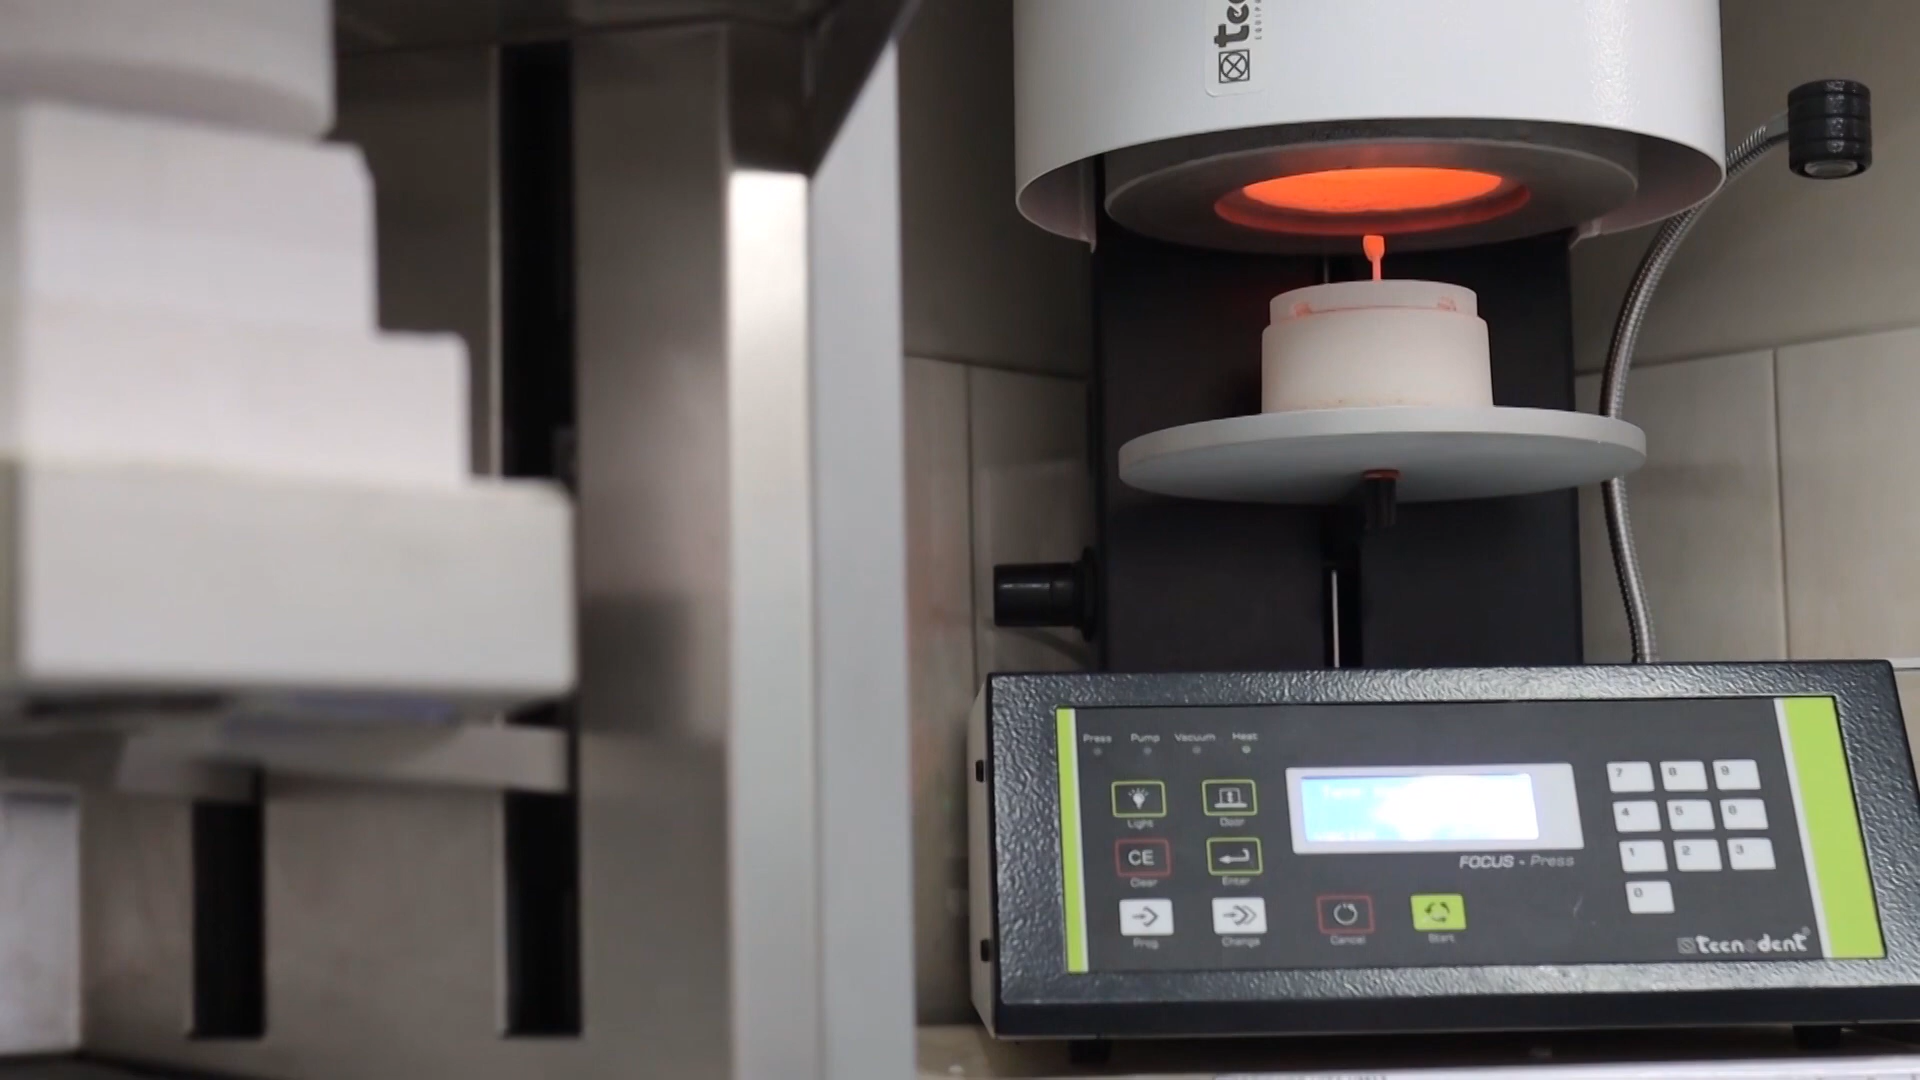 tec
Press Pump Vacuum Heat
Light
Door
CE
Clear
Enter
Prog.
Change
Cancel
Start
FOCUS - Press
7 8 9
4 5 6
1 2 3
0
tecnodent